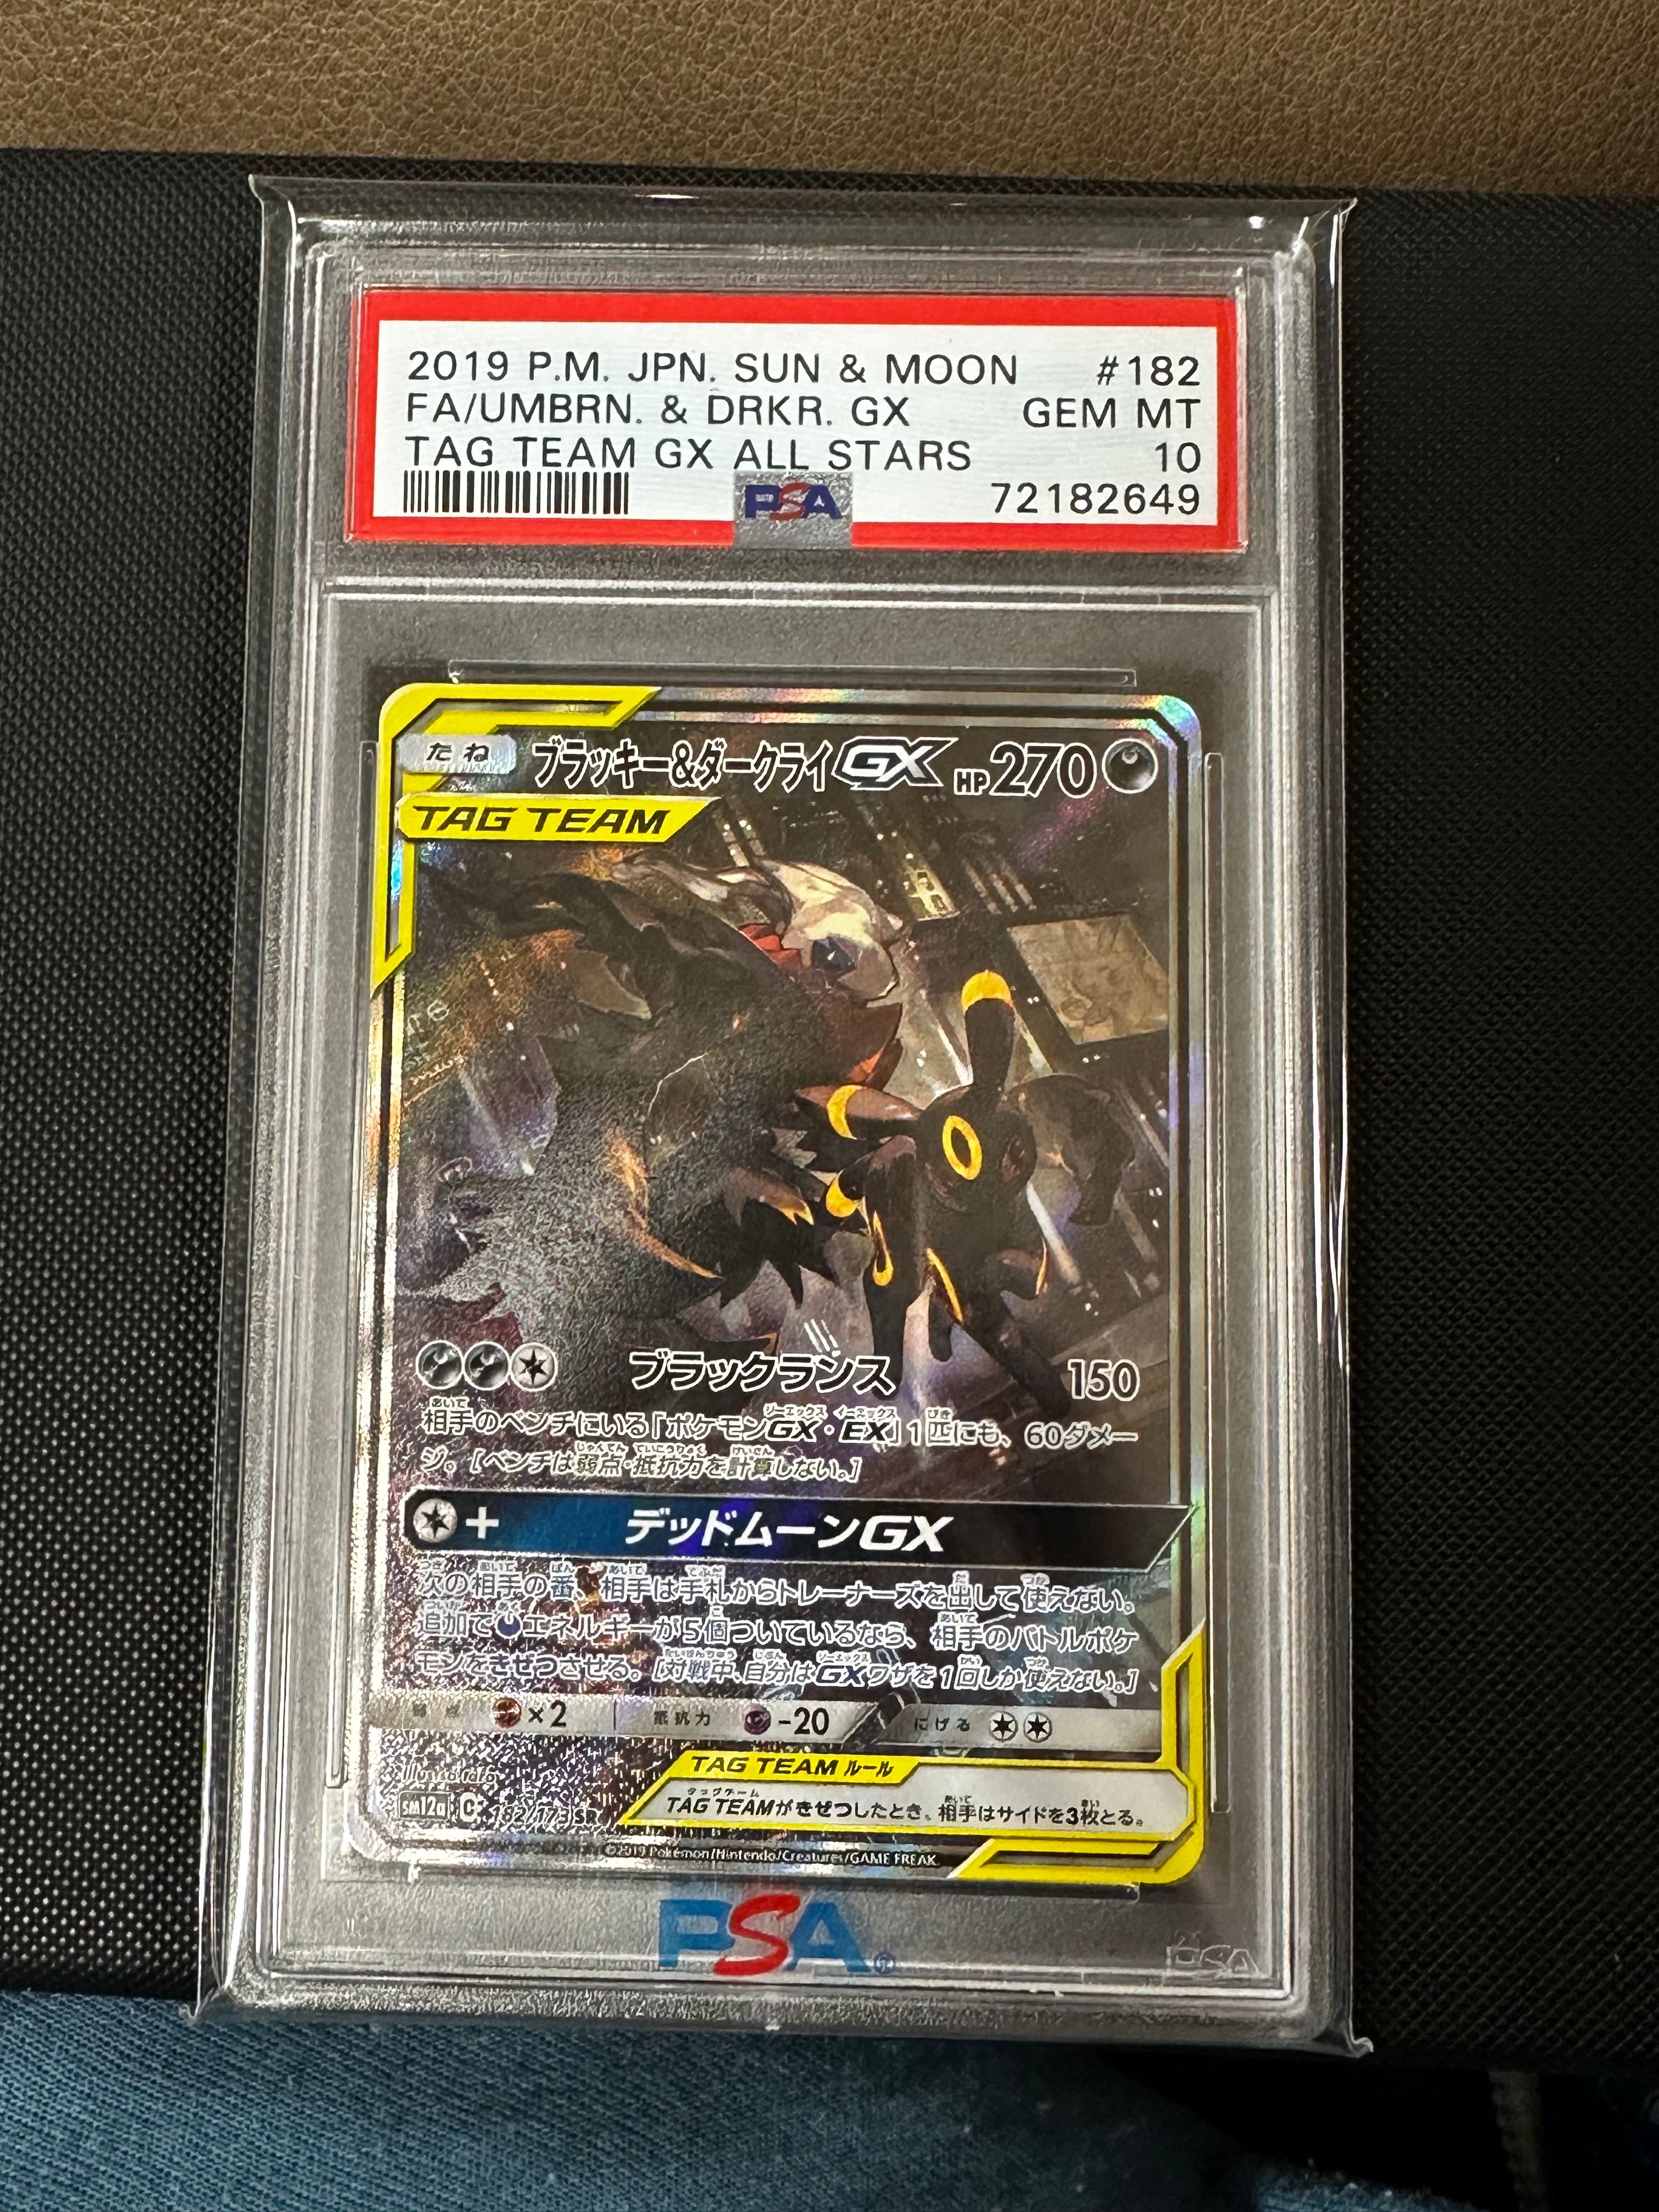 2019 P.M. JPN. SUN & MOON #182
FA/UMBRN. & DRKR. GX GEM MT
TAG TEAM GX ALL STARS 10
PSA 72182649
たね ブラッキー&ダークライGX HP270
TAG TEAM
ブラックランス 150
相手のベンチにいる「ポケモンGX・EX」1匹にも、60ダメー
ジ。[ベンチは弱点・抵抗力を計算しない。]
+ デッドムーンGX
次の相手の番、相手は手札からトレーナーズを出して使えない。
追加でエネルギーが5個ついているなら、相手のバトルポケ
モンをきぜつさせる。[対戦中、自分はGXワザを1回しか使えない。]
弱点 ×2 抵抗力 -20 にげる
TAG TEAM ルール
TAG TEAMがきぜつしたとき、相手はサイドを3枚とる。
sm12a C 182/173 SR
©2019 Pokémon/Nintendo/Creatures/GAME FREAK.
PSA®
PSA